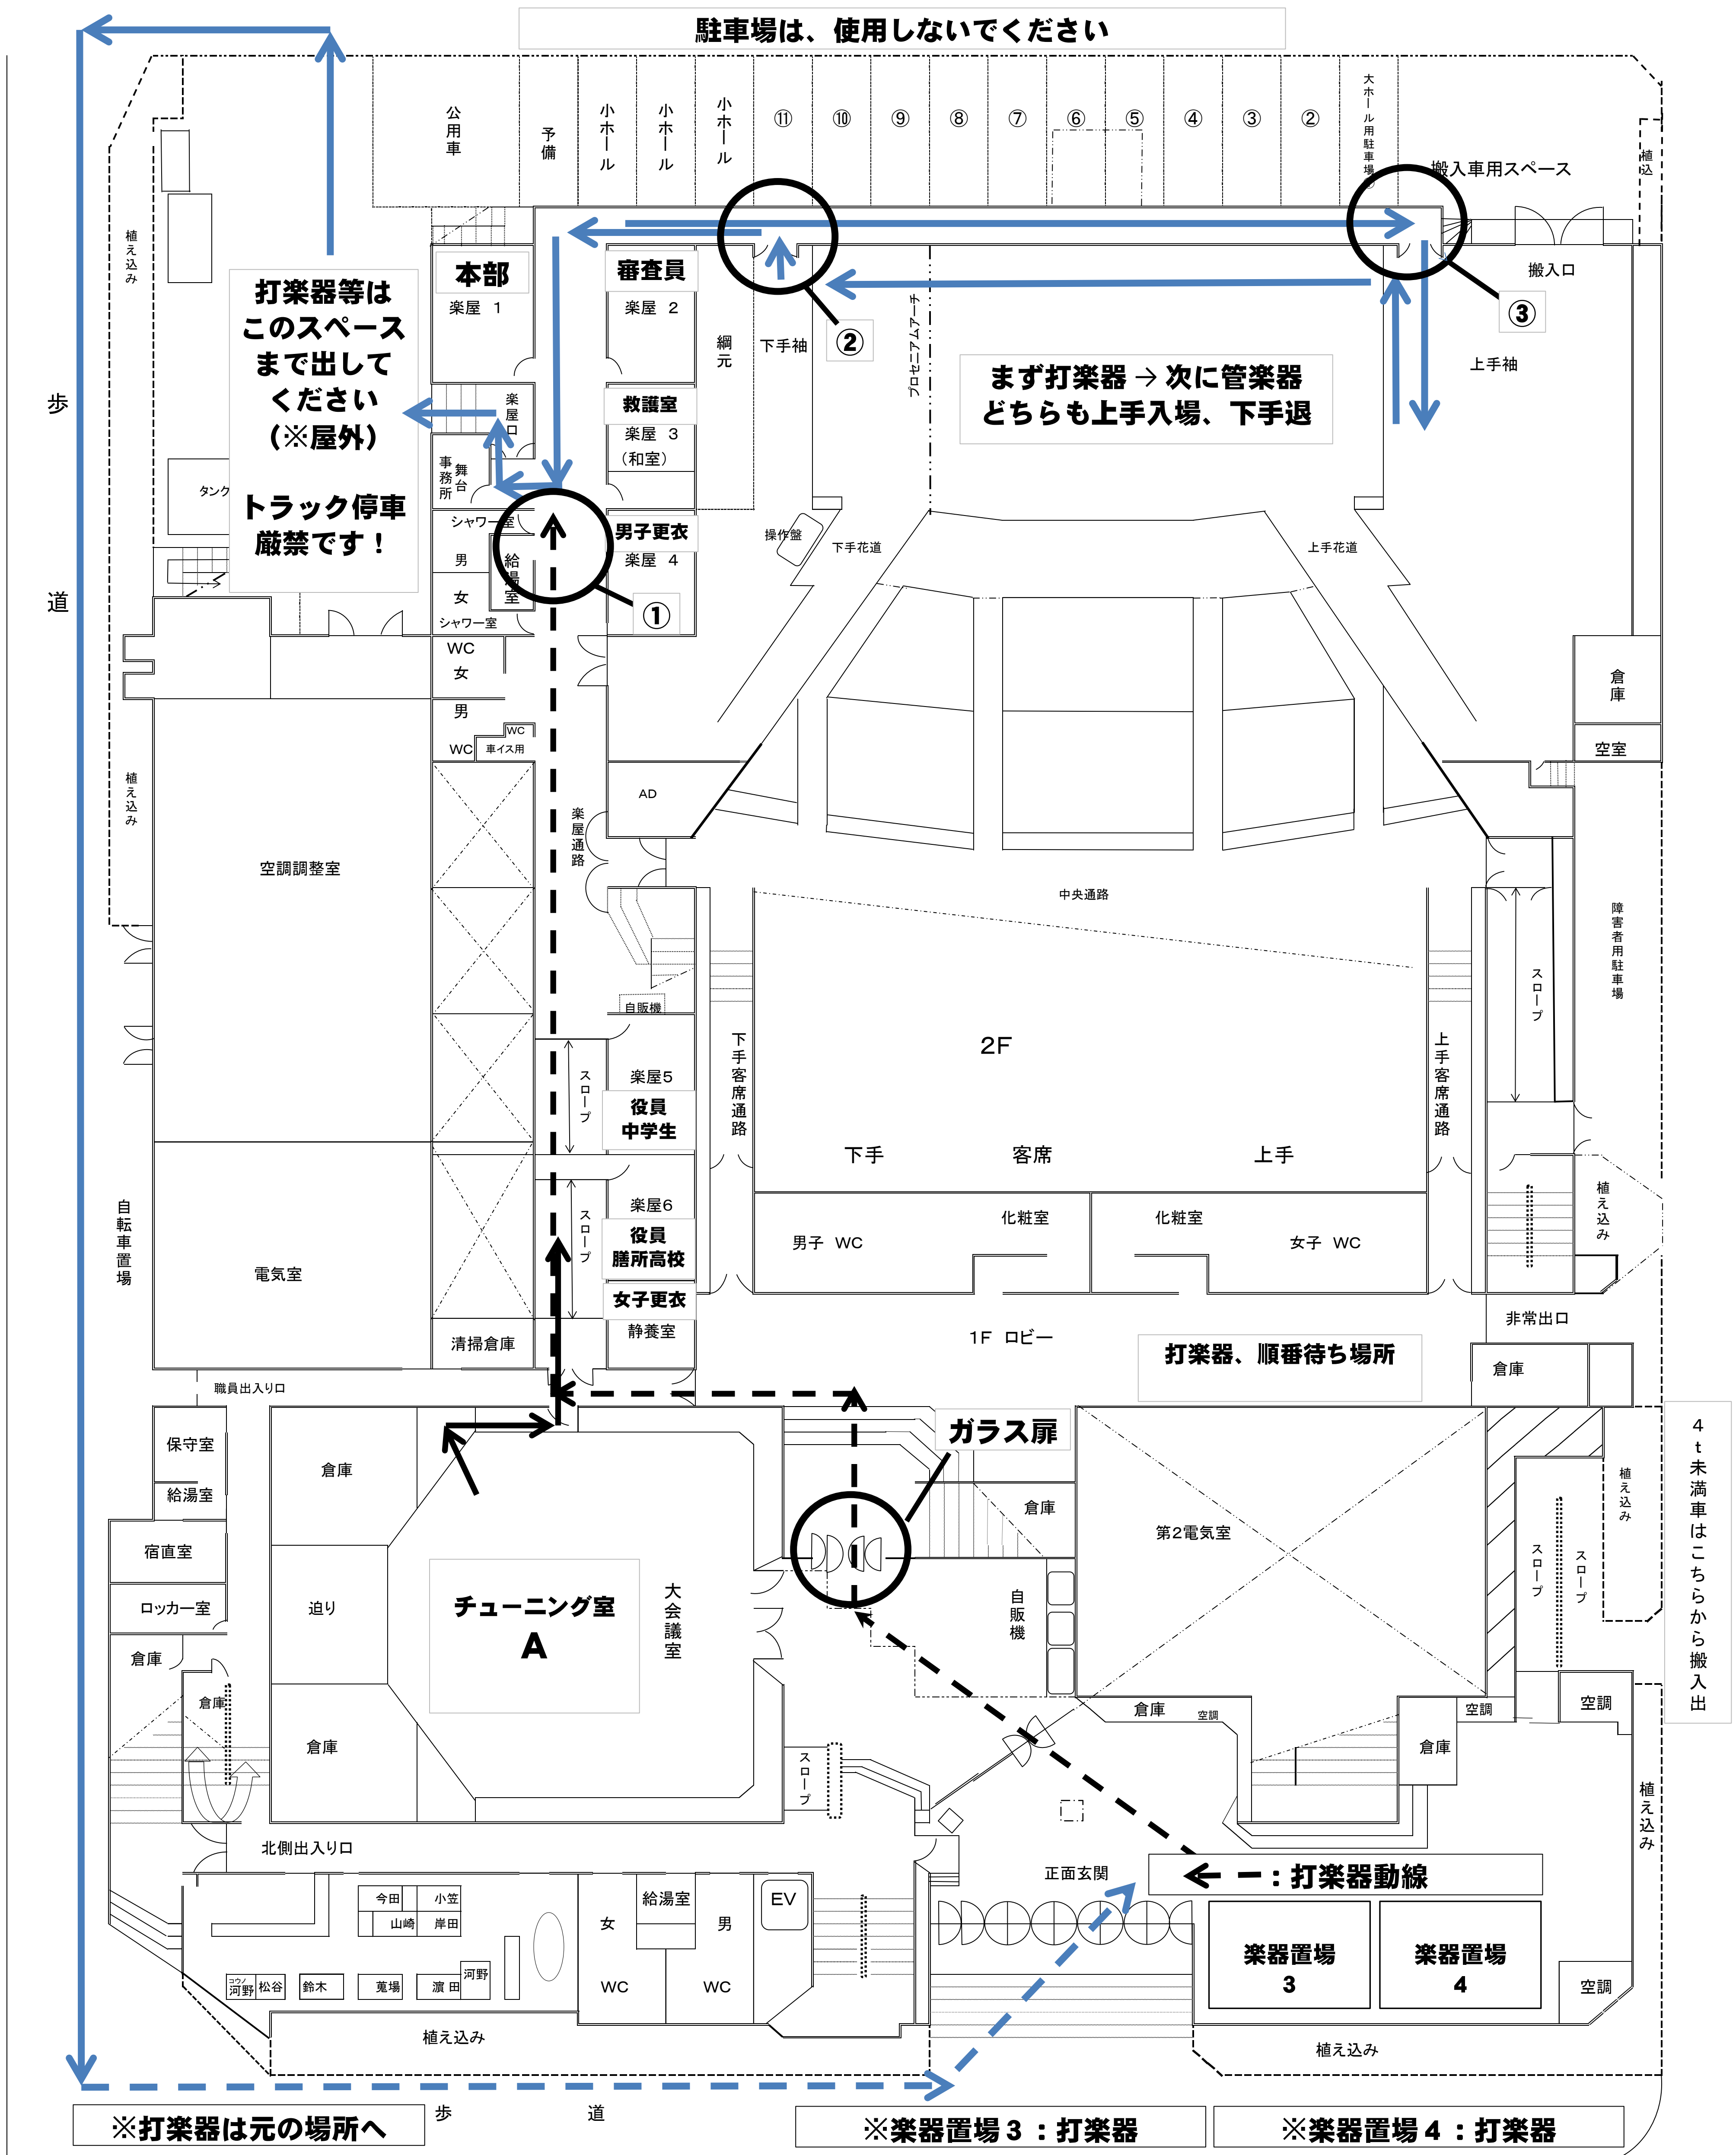 駐車場は、使用しないでください
公用車
予備
小ホール
小ホール
小ホール
⑪
⑩
⑨
⑧
⑦
⑥
⑤
④
③
②
大ホール用駐車場
搬入車用スペース
植込
植え込み
打楽器等は
このスペース
まで出して
ください
（※屋外）
トラック停車
厳禁です！
タンク
本部
楽屋 1
審査員
楽屋 2
綱元
下手袖
②
プロセニアムアーチ
搬入口
③
上手袖
まず打楽器 → 次に管楽器
どちらも上手入場、下手退
歩道
楽屋口
救護室
楽屋 3
（和室）
舞台
事務所
シャワー室
男
女
シャワー室
給湯室
男子更衣
楽屋 4
①
操作盤
下手花道
上手花道
WC
女
男
WC
WC
車イス用
倉庫
空室
植え込み
AD
楽屋通路
空調調整室
中央通路
障害者用駐車場
スロープ
自販機
下手客席通路
2F
上手客席通路
楽屋5
役員
中学生
スロープ
下手
客席
上手
自転車置場
電気室
スロープ
楽屋6
役員
膳所高校
女子更衣
静養室
男子 WC
化粧室
化粧室
女子 WC
植え込み
清掃倉庫
1F ロビー
打楽器、順番待ち場所
非常出口
倉庫
職員出入り口
保守室
給湯室
宿直室
ロッカー室
倉庫
倉庫
倉庫
迫り
倉庫
チューニング室
A
大会議室
ガラス扉
倉庫
第2電気室
自販機
植え込み
スロープ
スロープ
4t未満車はこちらから搬入出
倉庫
空調
空調
空調
倉庫
スロープ
植え込み
北側出入り口
正面玄関
：打楽器動線
今田
小笠
山崎
岸田
コウノ
河野
松谷
鈴木
蒐場
濵田
河野
女
WC
給湯室
男
WC
EV
楽器置場
3
楽器置場
4
空調
植え込み
植え込み
※打楽器は元の場所へ
歩 道
※楽器置場３：打楽器
※楽器置場４：打楽器